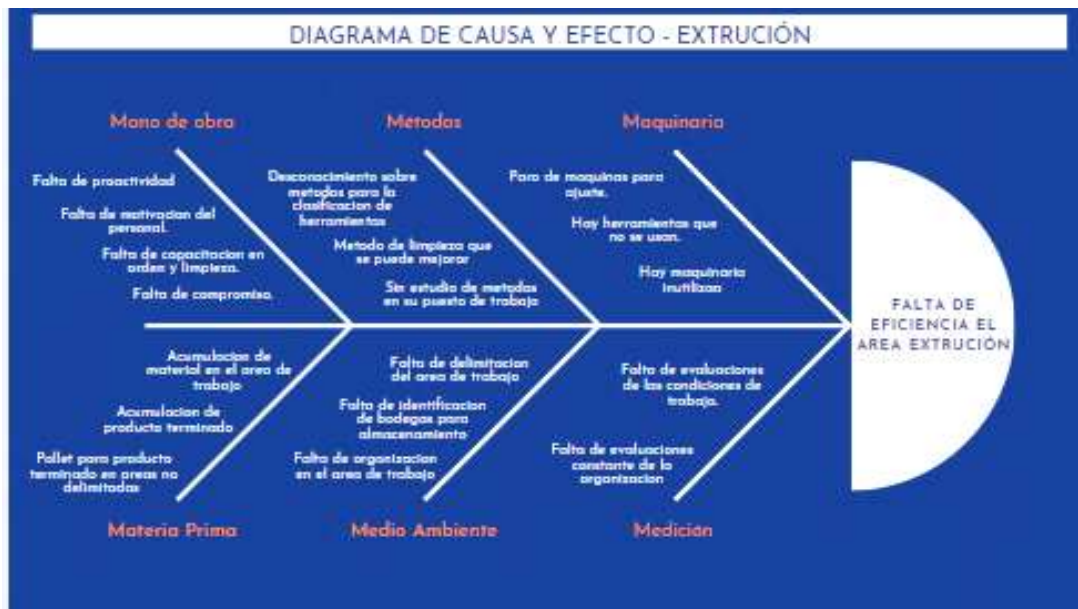 DIAGRAMA DE CAUSA Y EFECTO - EXTRUCIÓN
Mano de obra
Falta de proactividad
Falta de motivacion del
personal.
Falta de capacitacion en
orden y limpieza.
Falta de compromiso.
Métodos
Desconocimiento sobre
metodos para la
clasificacion de
herramientas
Metodo de limpieza que
se puede mejorar
Sin estudio de metodos
en su puesto de trabajo
Maquinaria
Paro de maquinas para
ajuste.
Hay herramientas que
no se usan.
Hay maquinaria
inutilizan
FALTA DE
EFICIENCIA EL
AREA EXTRUCIÓN
Acumulacion de
material en el area de
trabajo
Acumulacion de
producto terminado
Pallet para producto
terminado en areas no
delimitadas
Materia Prima
Falta de delimitacion
del area de trabajo
Falta de identificacion
de bodegas para
almacenamiento
Falta de organizacion
en el area de trabajo
Medio Ambiente
Falta de evaluaciones
de las condiciones de
trabajo.
Falta de evaluaciones
constante de la
organizacion
Medición